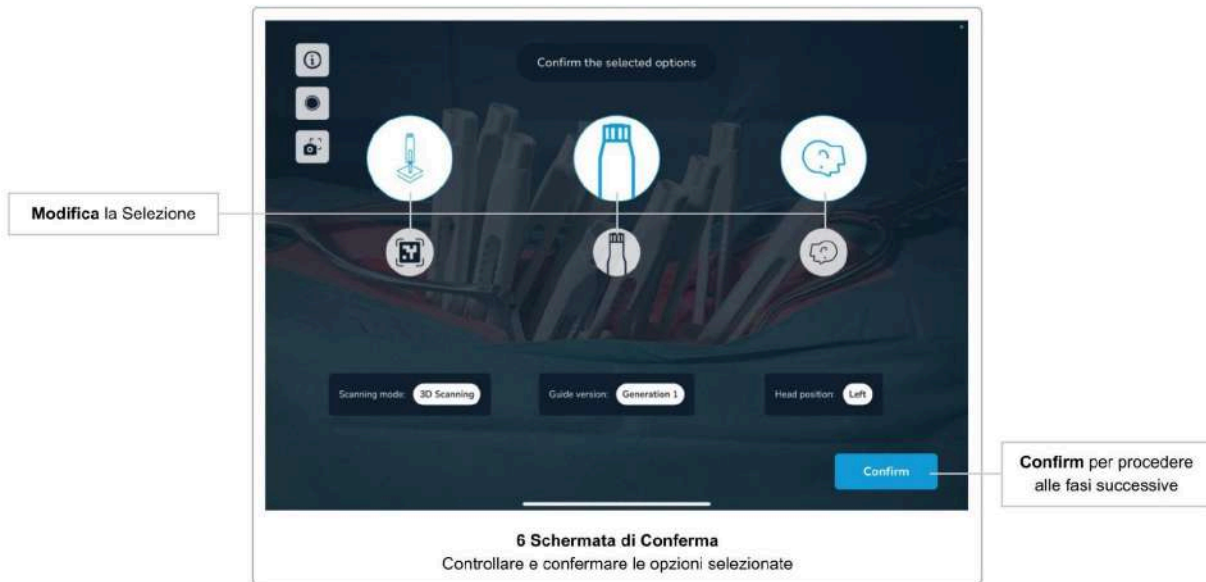 Confirm the selected options
Modifica la Selezione
Scanning mode: 3D Scanning
Guide version: Generation 1
Head position: Left
Confirm
Confirm per procedere
alle fasi successive
6 Schermata di Conferma
Controllare e confermare le opzioni selezionate